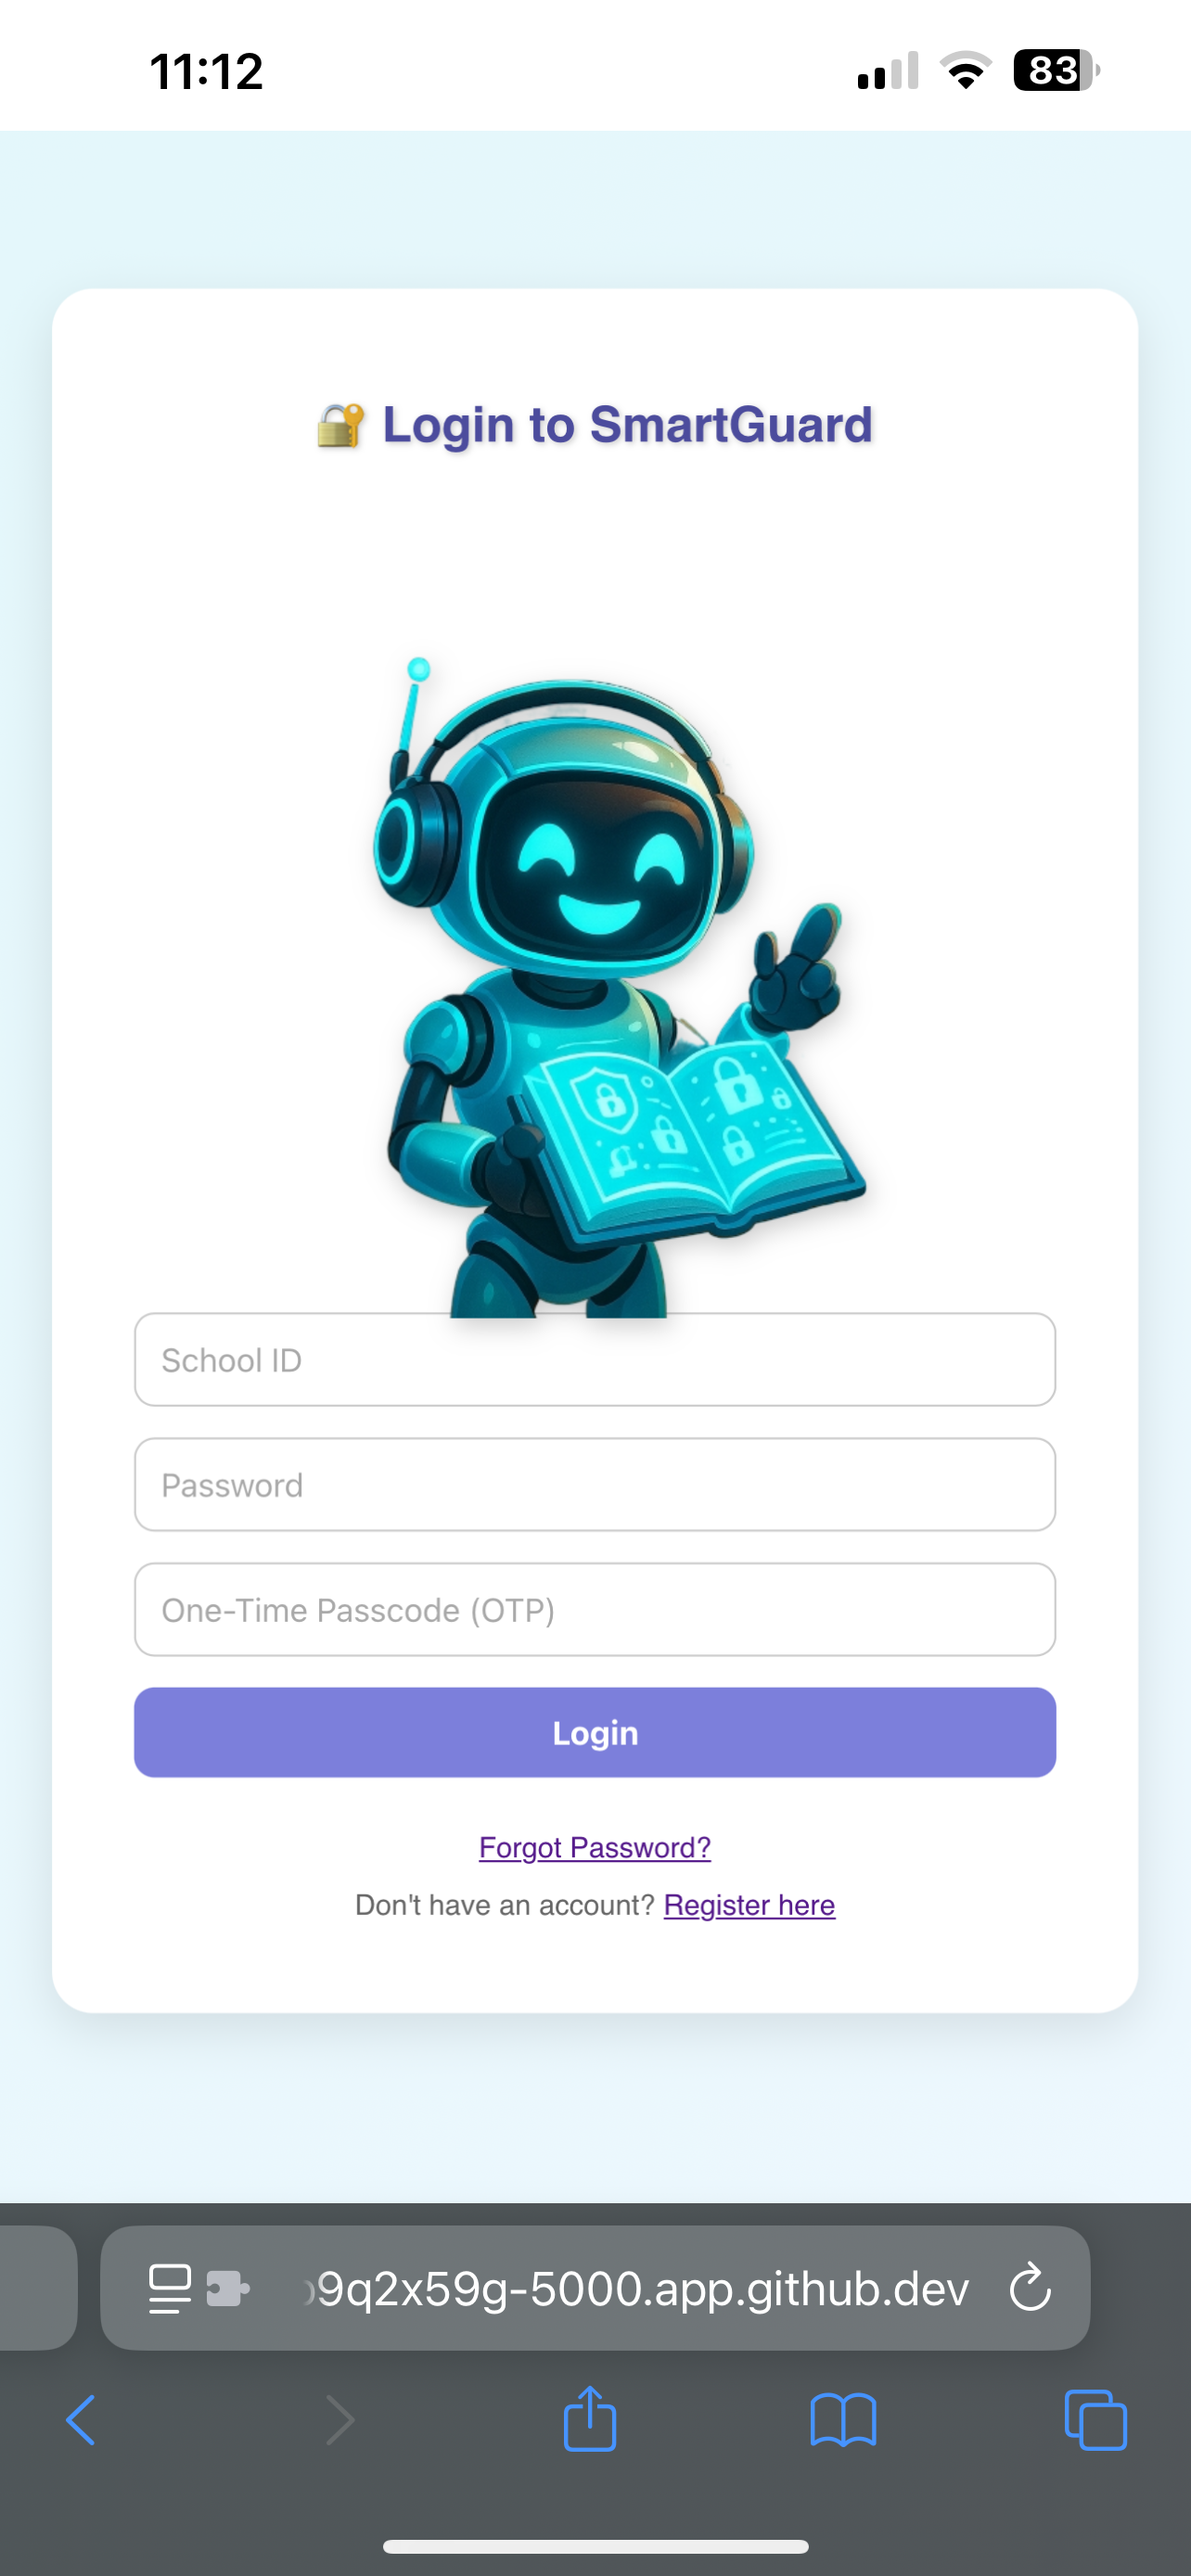 11:12
83
Login to SmartGuard
School ID
Password
One-Time Passcode (OTP)
Login
Forgot Password?
Don't have an account? Register here
9q2x59g-5000.app.github.dev